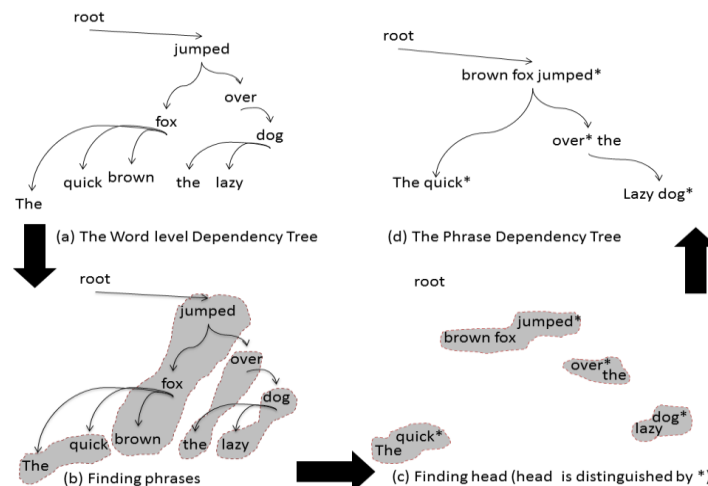 root
jumped
over
fox
dog
quick brown the lazy
The
(a) The Word level Dependency Tree
root
brown fox jumped*
over* the
The quick*
Lazy dog*
(d) The Phrase Dependency Tree
root
jumped
over
fox
dog
quick brown the lazy
The
(b) Finding phrases
root
jumped*
brown fox
over*
the
dog*
lazy
quick*
The
(c) Finding head (head is distinguished by *)